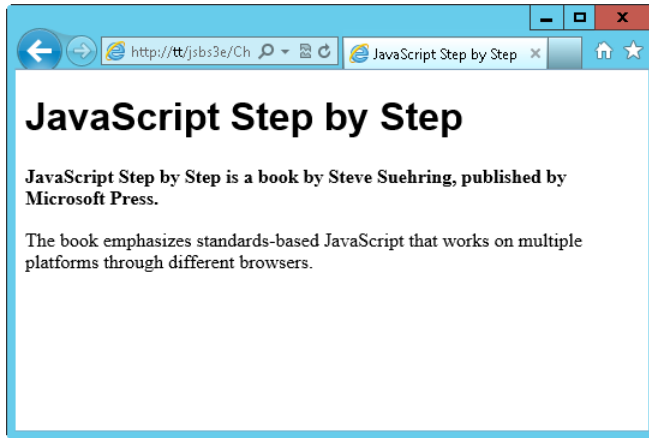 http://tt/jsbs3e/Ch
JavaScript Step by Step
JavaScript Step by Step
JavaScript Step by Step is a book by Steve Suehring, published by
Microsoft Press.
The book emphasizes standards-based JavaScript that works on multiple
platforms through different browsers.